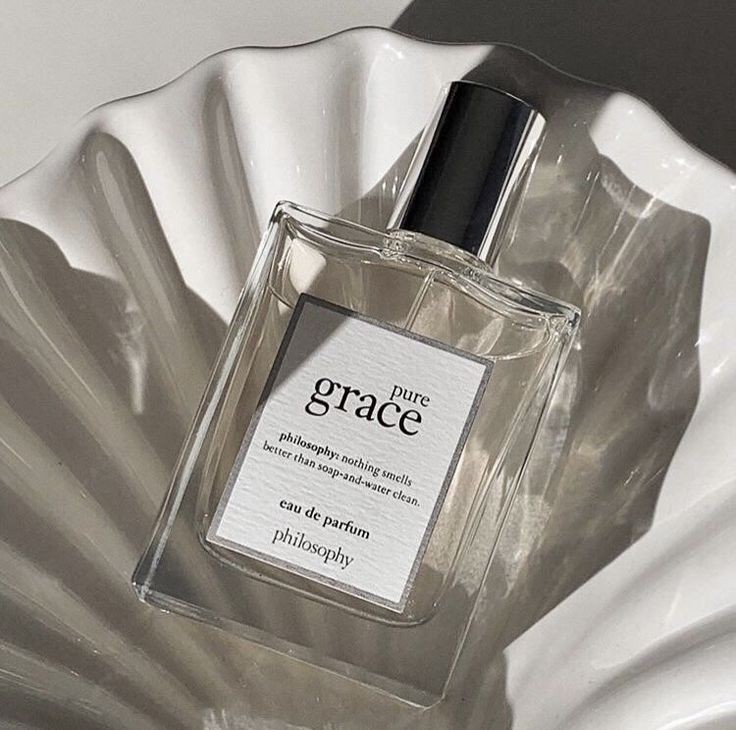 pure
grace
philosophy: nothing smells
better than soap-and-water clean.
eau de parfum
philosophy